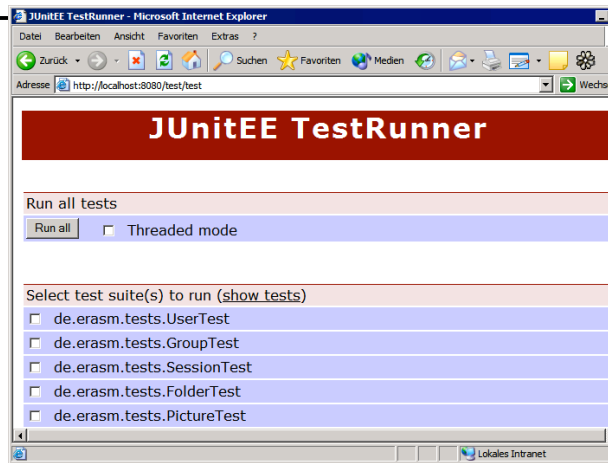 JUnitEE TestRunner - Microsoft Internet Explorer
Datei Bearbeiten Ansicht Favoriten Extras ?
Zurück Suchen Favoriten Medien
Adresse http://localhost:8080/test/test Wechs
JUnitEE TestRunner
Run all tests
Run all Threaded mode
Select test suite(s) to run (show tests)
de.erasm.tests.UserTest
de.erasm.tests.GroupTest
de.erasm.tests.SessionTest
de.erasm.tests.FolderTest
de.erasm.tests.PictureTest
Lokales Intranet